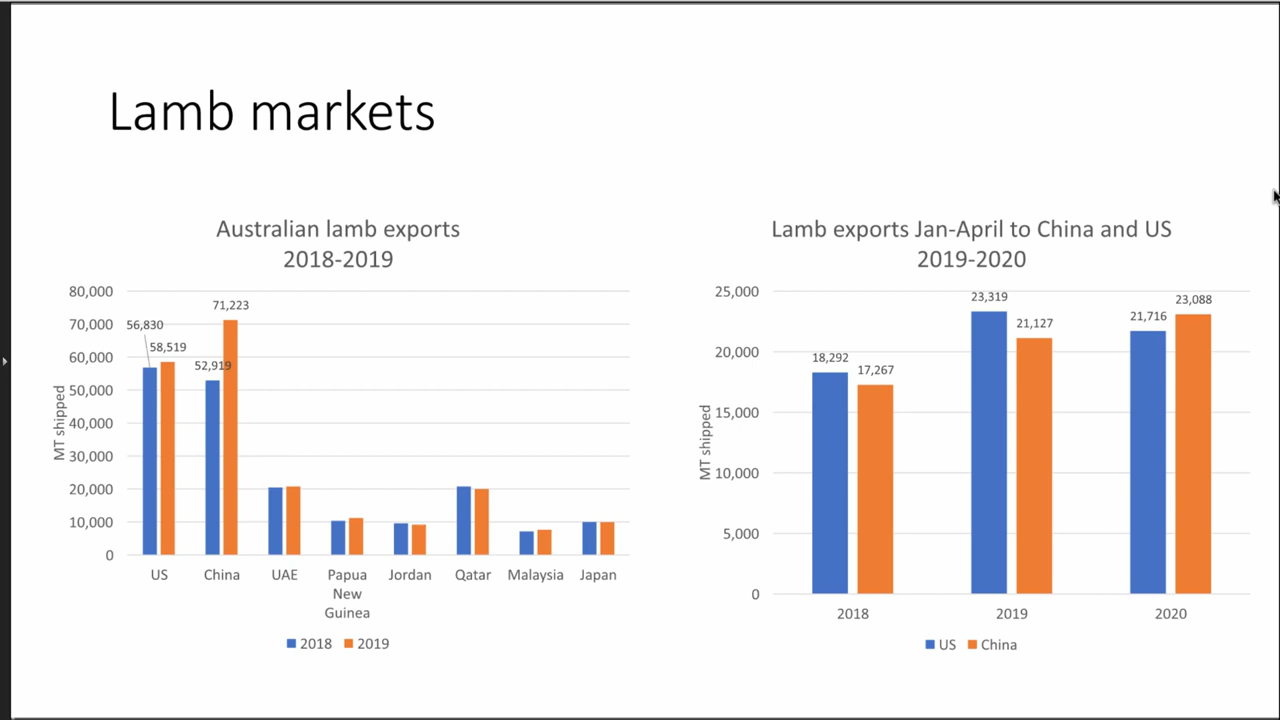 Lamb markets
Australian lamb exports
2018-2019
80,000
70,000
60,000
50,000
40,000
30,000
20,000
10,000
0
MT shipped
56,830
58,519
52,919
71,223
US
China
UAE
Papua
New
Guinea
Jordan
Qatar
Malaysia
Japan
2018
2019
Lamb exports Jan-April to China and US
2019-2020
25,000
20,000
15,000
10,000
5,000
0
MT shipped
18,292
17,267
23,319
21,127
21,716
23,088
2018
2019
2020
US
China